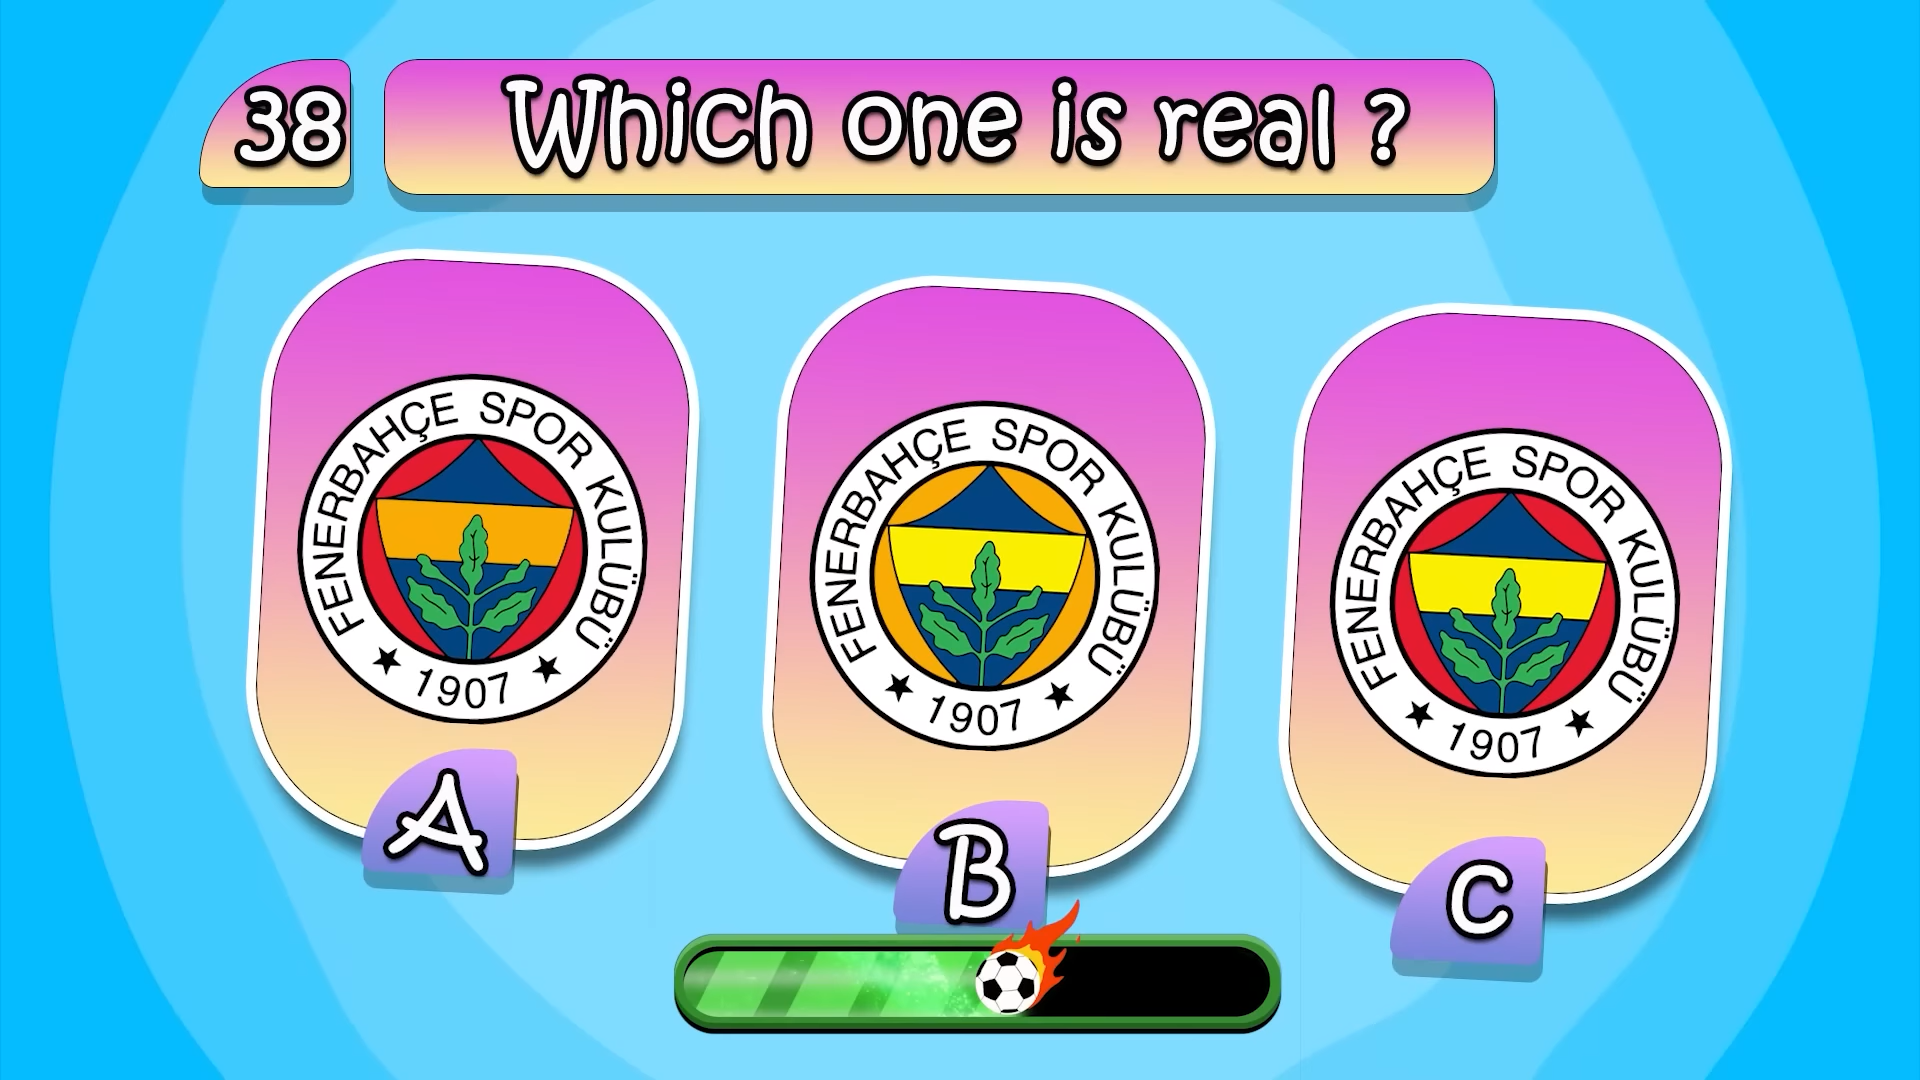 38
Which one is real ?
FENERBAHÇE SPOR KULÜBÜ
★ 1907 ★
A
FENERBAHÇE SPOR KULÜBÜ
★ 1907 ★
B
FENERBAHÇE SPOR KULÜBÜ
★ 1907 ★
C